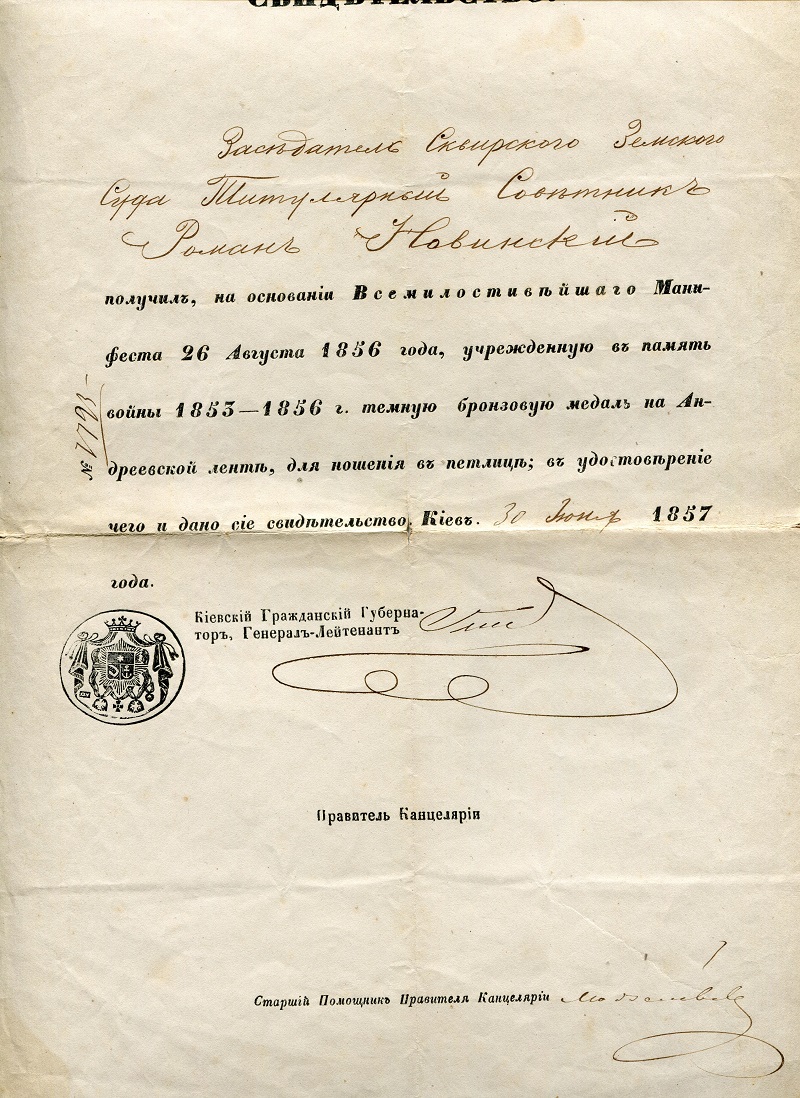 СВИДѢТЕЛЬСТВО.
Засѣдатель Сквирского Земского
Суда Титулярный Совѣтникъ
Романъ Новинскій
получилъ, на основаніи Всемилостивѣйшаго Мани-
феста 26 Августа 1856 года, учрежденную въ память
войны 1853—1856 г. темную бронзовую медаль на Ан-
дреевской лентѣ, для ношенія въ петлицѣ; въ удостовѣреніе
чего и дано сіе свидѣтельство. Кіевъ. 30 Іюня 1857
года.
№
Кіевскій Гражданскій Губерна-
торъ, Генералъ-Лейтенантъ
Правитель Канцеляріи
Старшій Помощникъ Правителя Канцеляріи